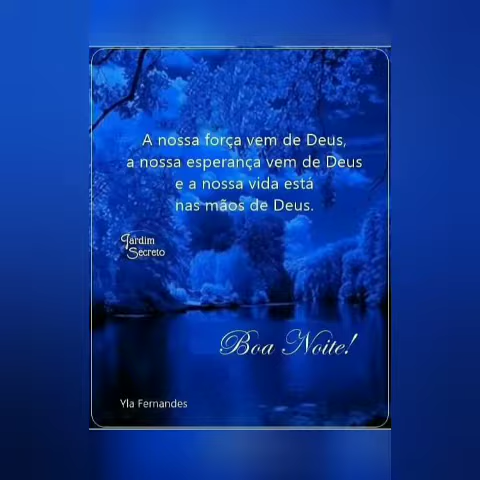 A nossa força vem de Deus,
a nossa esperança vem de Deus
e a nossa vida está
nas mãos de Deus.
Jardim
Secreto
Boa Noite!
Yla Fernandes